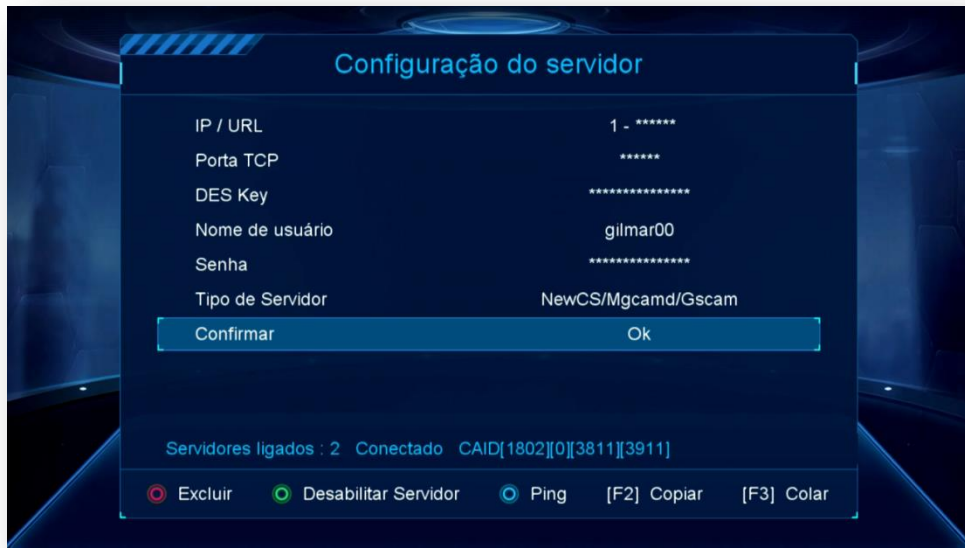 Configuração do servidor
IP / URL 1 - ******
Porta TCP ******
DES Key ***************
Nome de usuário gilmar00
Senha ***************
Tipo de Servidor NewCS/Mgcamd/Gscam
Confirmar Ok
Servidores ligados : 2 Conectado CAID[1802][0][3811][3911]
Excluir Desabilitar Servidor Ping [F2] Copiar [F3] Colar